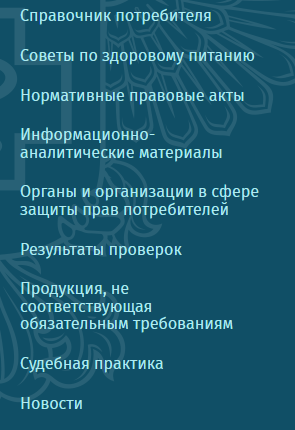 Справочник потребителя
Советы по здоровому питанию
Нормативные правовые акты
Информационно-
аналитические материалы
Органы и организации в сфере
защиты прав потребителей
Результаты проверок
Продукция, не
соответствующая
обязательным требованиям
Судебная практика
Новости